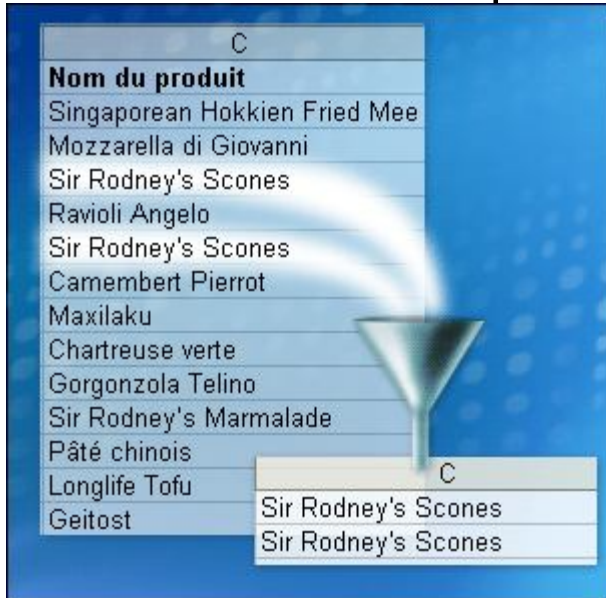 C
Nom du produit
Singaporean Hokkien Fried Mee
Mozzarella di Giovanni
Sir Rodney's Scones
Ravioli Angelo
Sir Rodney's Scones
Camembert Pierrot
Maxilaku
Chartreuse verte
Gorgonzola Telino
Sir Rodney's Marmalade
Pâté chinois
Longlife Tofu
Geitost
C
Sir Rodney's Scones
Sir Rodney's Scones